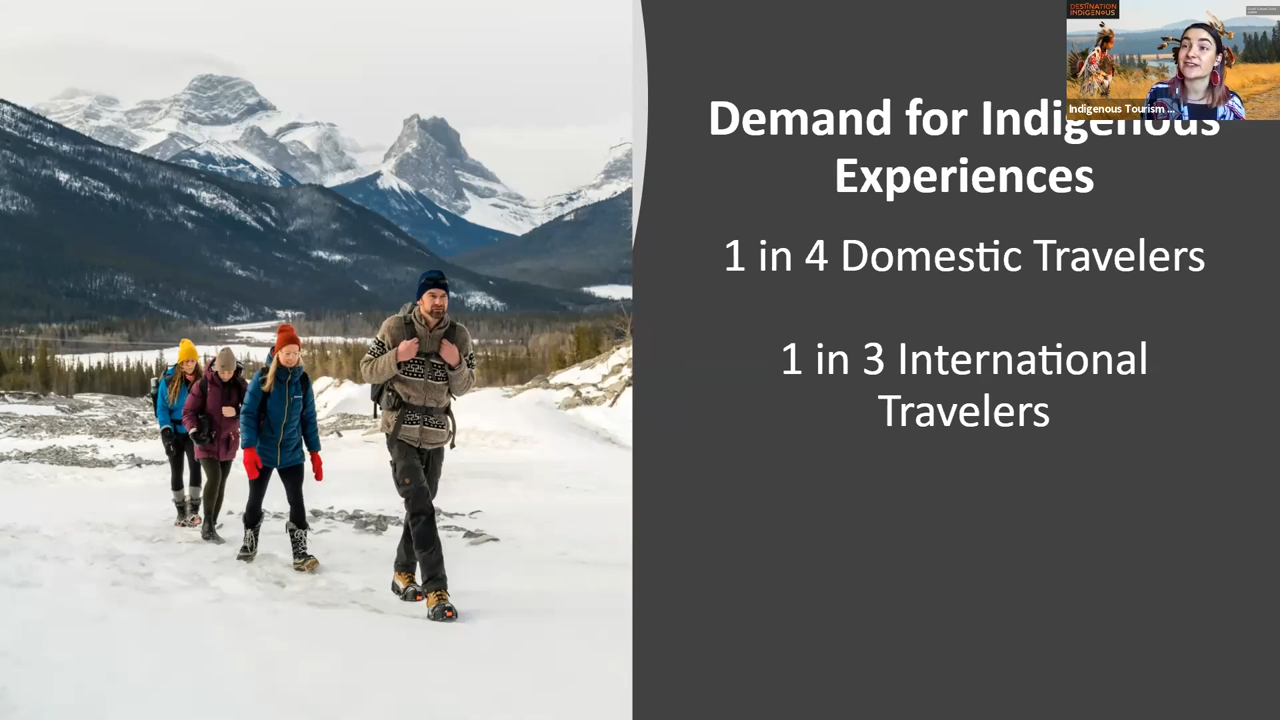 DESTINATION
INDIGENOUS
Indigenous Tourism ...
Demand for Indigenous
Experiences
1 in 4 Domestic Travelers
1 in 3 International
Travelers